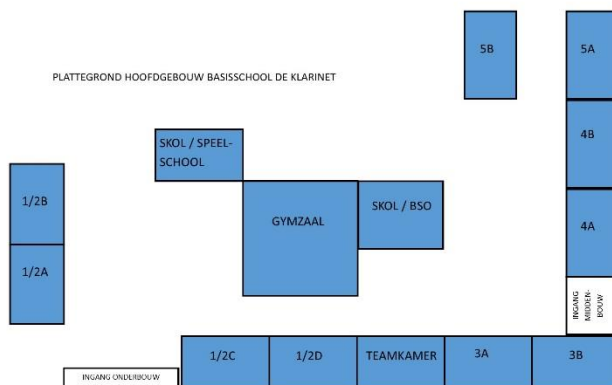 PLATTEGROND HOOFDGEBOUW BASISSCHOOL DE KLARINET
5B
5A
SKOL / SPEEL-
SCHOOL
4B
1/2B
GYMZAAL
SKOL / BSO
4A
1/2A
INGANG
MIDDEN-
BOUW
1/2C
1/2D
TEAMKAMER
3A
3B
INGANG ONDERBOUW